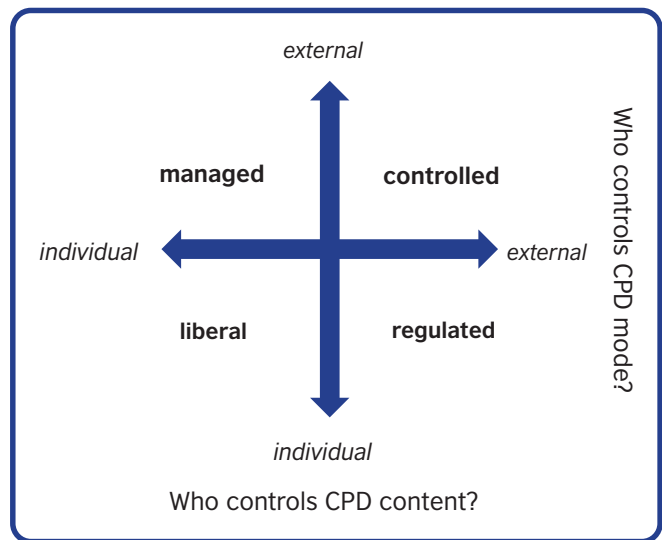 external
managed
controlled
individual
external
liberal
regulated
individual
Who controls CPD content?
Who controls CPD mode?